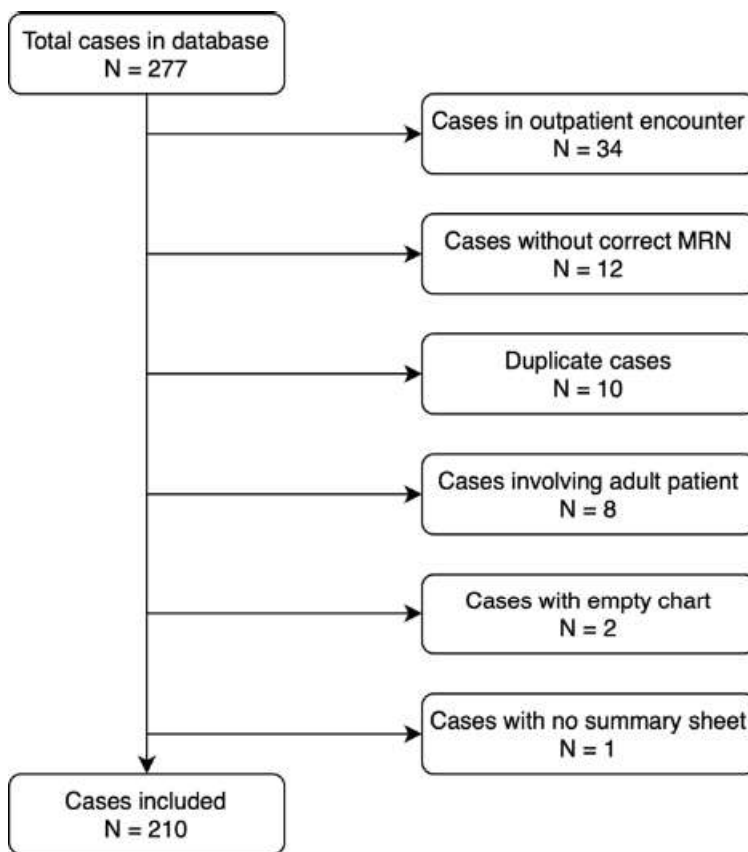 Total cases in database
N = 277
Cases in outpatient encounter
N = 34
Cases without correct MRN
N = 12
Duplicate cases
N = 10
Cases involving adult patient
N = 8
Cases with empty chart
N = 2
Cases with no summary sheet
N = 1
Cases included
N = 210